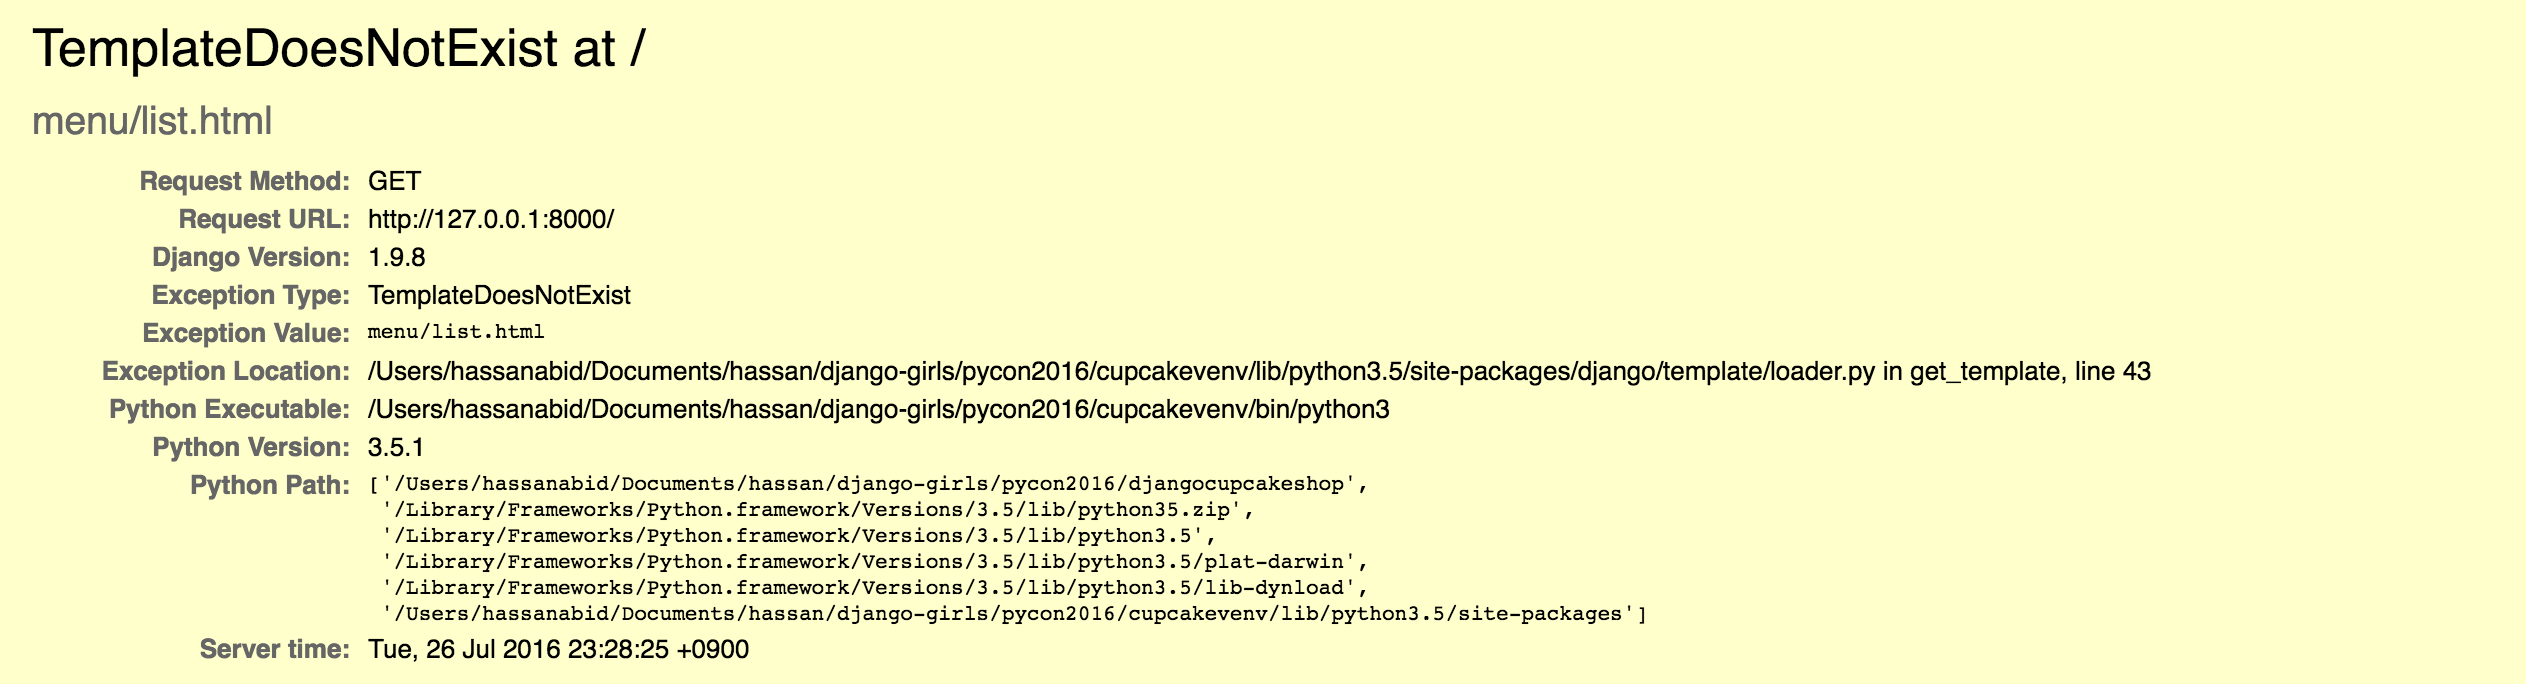 TemplateDoesNotExist at /
menu/list.html
Request Method: GET
Request URL: http://127.0.0.1:8000/
Django Version: 1.9.8
Exception Type: TemplateDoesNotExist
Exception Value: menu/list.html
Exception Location: /Users/hassanabid/Documents/hassan/django-girls/pycon2016/cupcakevenv/lib/python3.5/site-packages/django/template/loader.py in get_template, line 43
Python Executable: /Users/hassanabid/Documents/hassan/django-girls/pycon2016/cupcakevenv/bin/python3
Python Version: 3.5.1
Python Path: ['/Users/hassanabid/Documents/hassan/django-girls/pycon2016/djangocupcakeshop',
'/Library/Frameworks/Python.framework/Versions/3.5/lib/python35.zip',
'/Library/Frameworks/Python.framework/Versions/3.5/lib/python3.5',
'/Library/Frameworks/Python.framework/Versions/3.5/lib/python3.5/plat-darwin',
'/Library/Frameworks/Python.framework/Versions/3.5/lib/python3.5/lib-dynload',
'/Users/hassanabid/Documents/hassan/django-girls/pycon2016/cupcakevenv/lib/python3.5/site-packages']
Server time: Tue, 26 Jul 2016 23:28:25 +0900